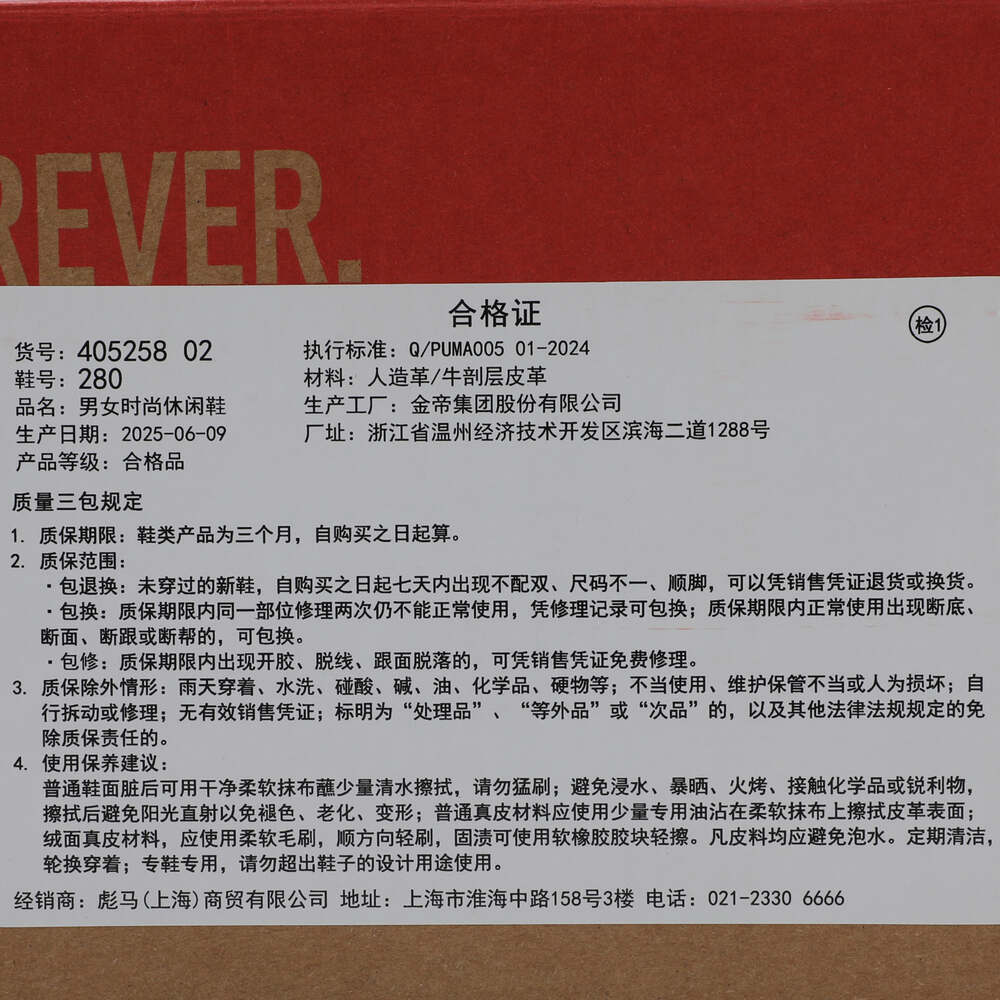 REVER.
合格证
检1
货号：405258 02
执行标准：Q/PUMA005 01-2024
鞋号：280
材料：人造革/牛剖层皮革
品名：男女时尚休闲鞋
生产工厂：金帝集团股份有限公司
生产日期：2025-06-09
厂址：浙江省温州经济技术开发区滨海二道1288号
产品等级：合格品
质量三包规定
1. 质保期限：鞋类产品为三个月，自购买之日起算。
2. 质保范围：
·包退换：未穿过的新鞋，自购买之日起七天内出现不配双、尺码不一、顺脚，可以凭销售凭证退货或换货。
·包换：质保期限内同一部位修理两次仍不能正常使用，凭修理记录可包换；质保期限内正常使用出现断底、
断面、断跟或断帮的，可包换。
·包修：质保期限内出现开胶、脱线、跟面脱落的，可凭销售凭证免费修理。
3. 质保除外情形：雨天穿着、水洗、碰酸、碱、油、化学品、硬物等；不当使用、维护保管不当或人为损坏；自
行拆动或修理；无有效销售凭证；标明为“处理品”、“等外品”或“次品”的，以及其他法律法规规定的免
除质保责任的。
4. 使用保养建议：
普通鞋面脏后可用干净柔软抹布蘸少量清水擦拭，请勿猛刷；避免浸水、暴晒、火烤、接触化学品或锐利物，
擦拭后避免阳光直射以免褪色、老化、变形；普通真皮材料应使用少量专用油沾在柔软抹布上擦拭皮革表面；
绒面真皮材料，应使用柔软毛刷，顺方向轻刷，固渍可使用软橡胶胶块轻擦。凡皮料均应避免泡水。定期清洁，
轮换穿着；专鞋专用，请勿超出鞋子的设计用途使用。
经销商：彪马(上海)商贸有限公司 地址：上海市淮海中路158号3楼 电话：021-2330 6666